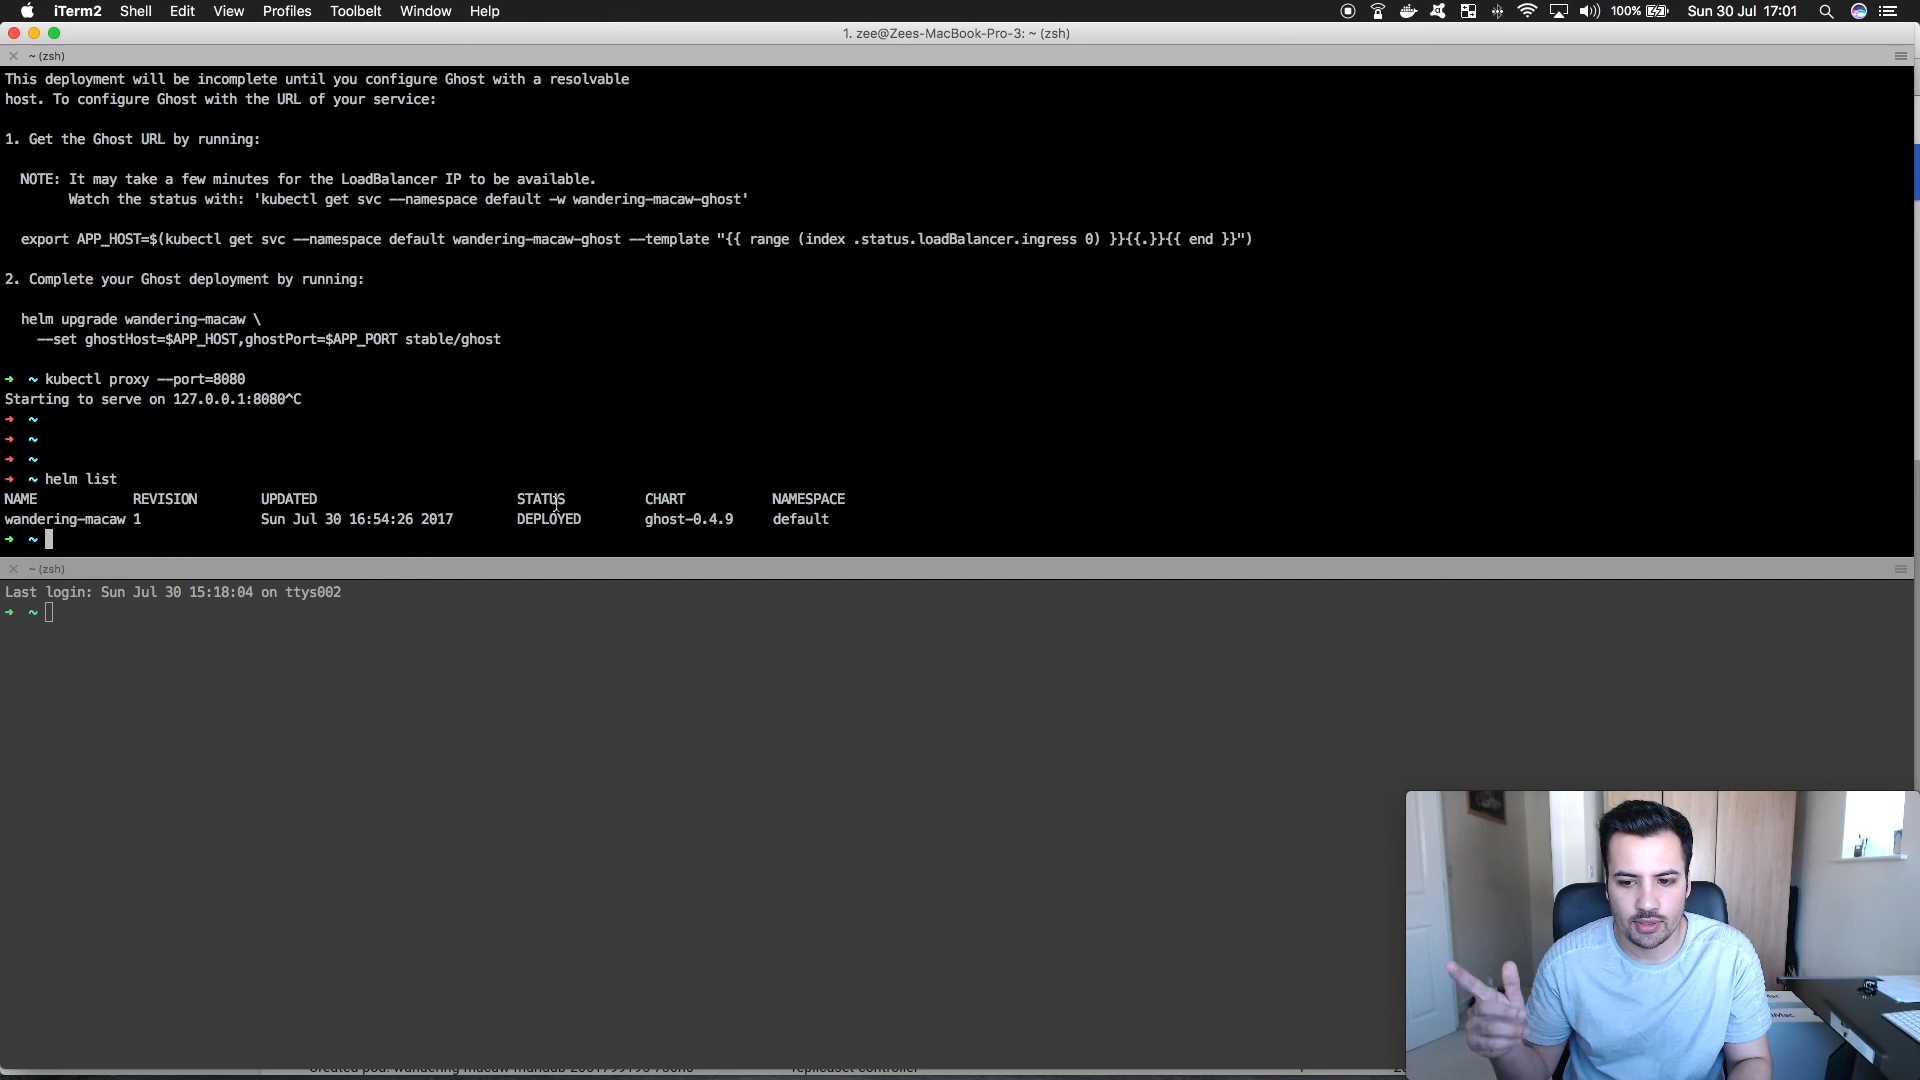 iTerm2 Shell Edit View Profiles Toolbelt Window Help 100% Sun 30 Jul 17:01
1. zee@Zees-MacBook-Pro-3: ~ (zsh)
~ (zsh)
This deployment will be incomplete until you configure Ghost with a resolvable
host. To configure Ghost with the URL of your service:
1. Get the Ghost URL by running:
NOTE: It may take a few minutes for the LoadBalancer IP to be available.
Watch the status with: 'kubectl get svc --namespace default -w wandering-macaw-ghost'
export APP_HOST=$(kubectl get svc --namespace default wandering-macaw-ghost --template "{{ range (index .status.loadBalancer.ingress 0) }}{{.}}{{ end }}")
2. Complete your Ghost deployment by running:
helm upgrade wandering-macaw \
--set ghostHost=$APP_HOST,ghostPort=$APP_PORT stable/ghost
➜ ~ kubectl proxy --port=8080
Starting to serve on 127.0.0.1:8080^C
➜ ~
➜ ~
➜ ~
➜ ~ helm list
NAME REVISION UPDATED STATUS CHART NAMESPACE
wandering-macaw 1 Sun Jul 30 16:54:26 2017 DEPLOYED ghost-0.4.9 default
➜ ~
~ (zsh)
Last login: Sun Jul 30 15:18:04 on ttys002
➜ ~